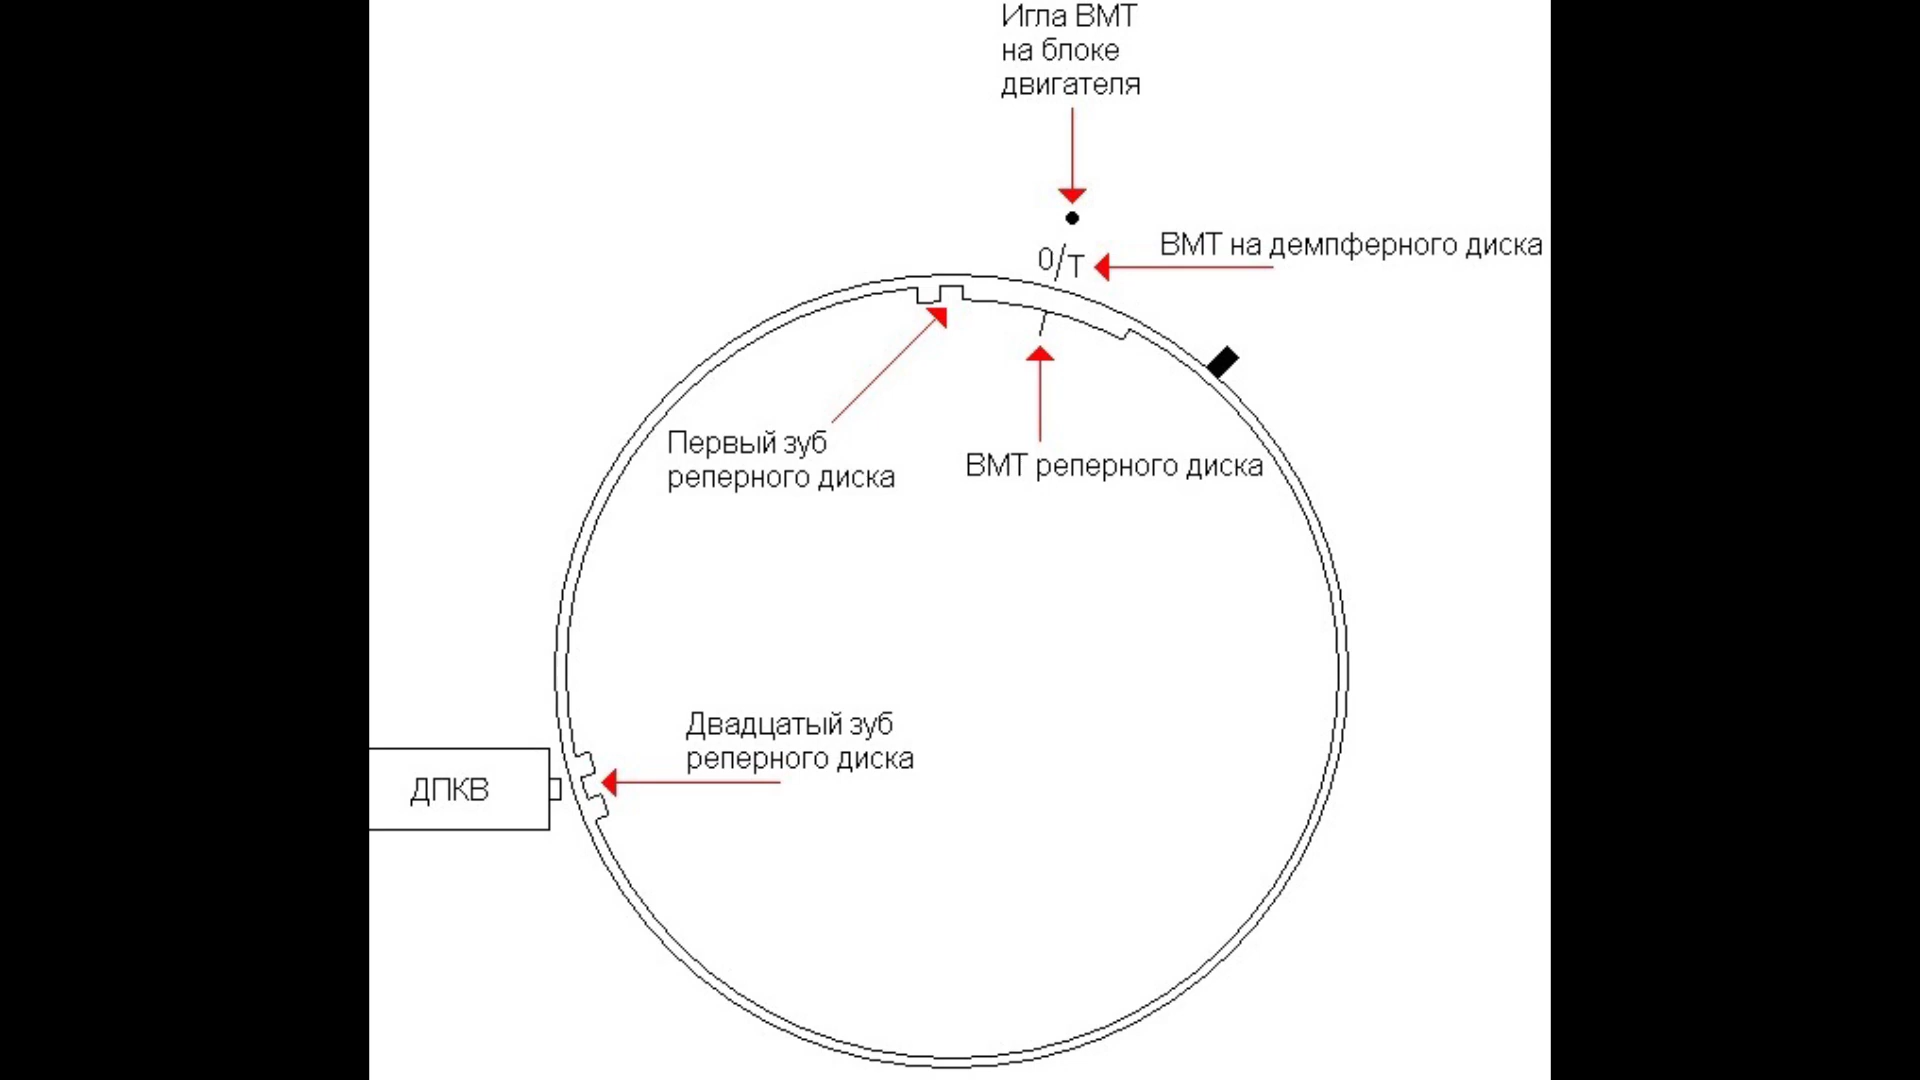 Игла ВМТ
на блоке
двигателя
ВМТ на демпферного диска
0/Т
Первый зуб
реперного диска
ВМТ реперного диска
Двадцатый зуб
реперного диска
ДПКВ